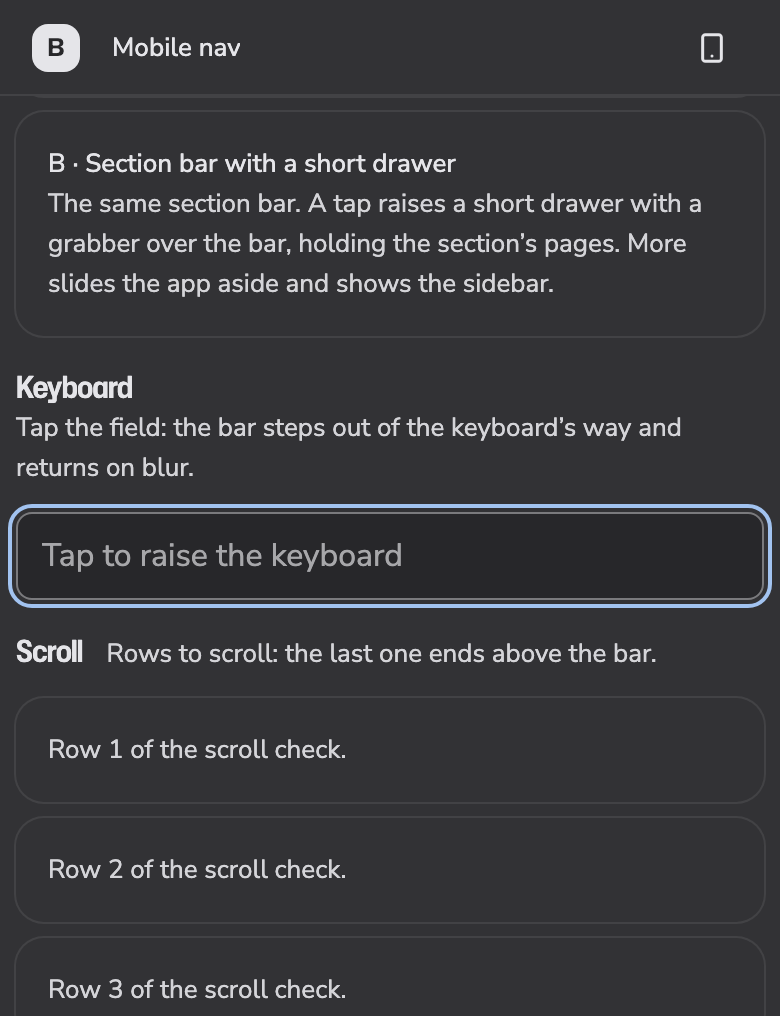 B Mobile nav
B · Section bar with a short drawer
The same section bar. A tap raises a short drawer with a
grabber over the bar, holding the section’s pages. More
slides the app aside and shows the sidebar.
Keyboard
Tap the field: the bar steps out of the keyboard’s way and
returns on blur.
Tap to raise the keyboard
Scroll Rows to scroll: the last one ends above the bar.
Row 1 of the scroll check.
Row 2 of the scroll check.
Row 3 of the scroll check.